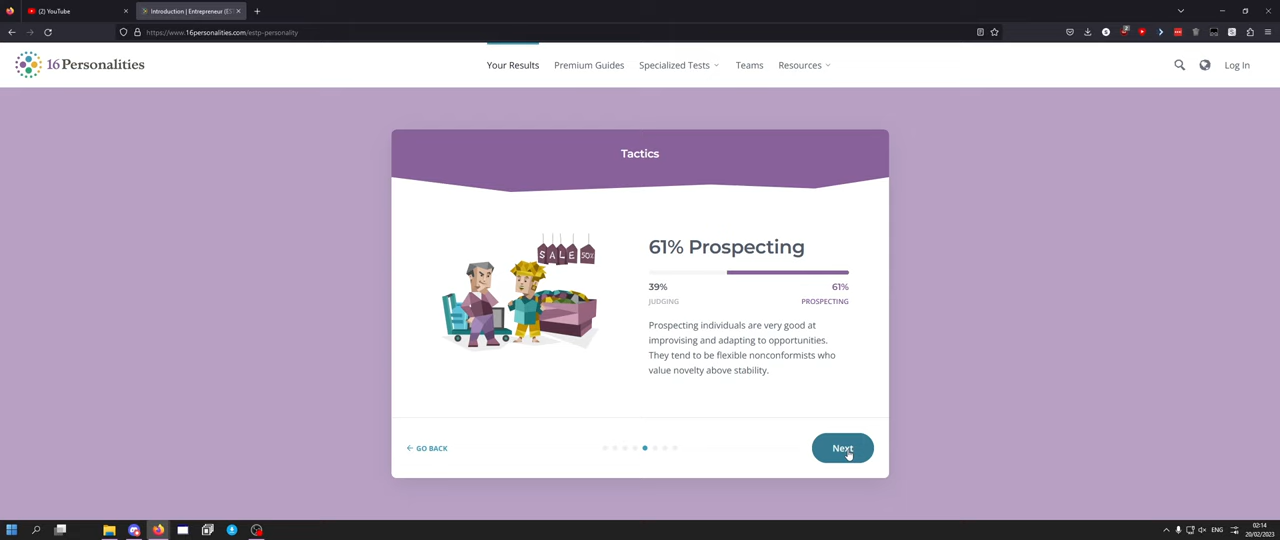 (2) YouTube
Introduction | Entrepreneur (EST
https://www.16personalities.com/estp-personality
2
16Personalities
Your Results
Premium Guides
Specialized Tests
Teams
Resources
Log In
Tactics
SALE 50%
61% Prospecting
39%
61%
JUDGING
PROSPECTING
Prospecting individuals are very good at
improvising and adapting to opportunities.
They tend to be flexible nonconformists who
value novelty above stability.
GO BACK
Next
ENG
02:14
20/02/2023